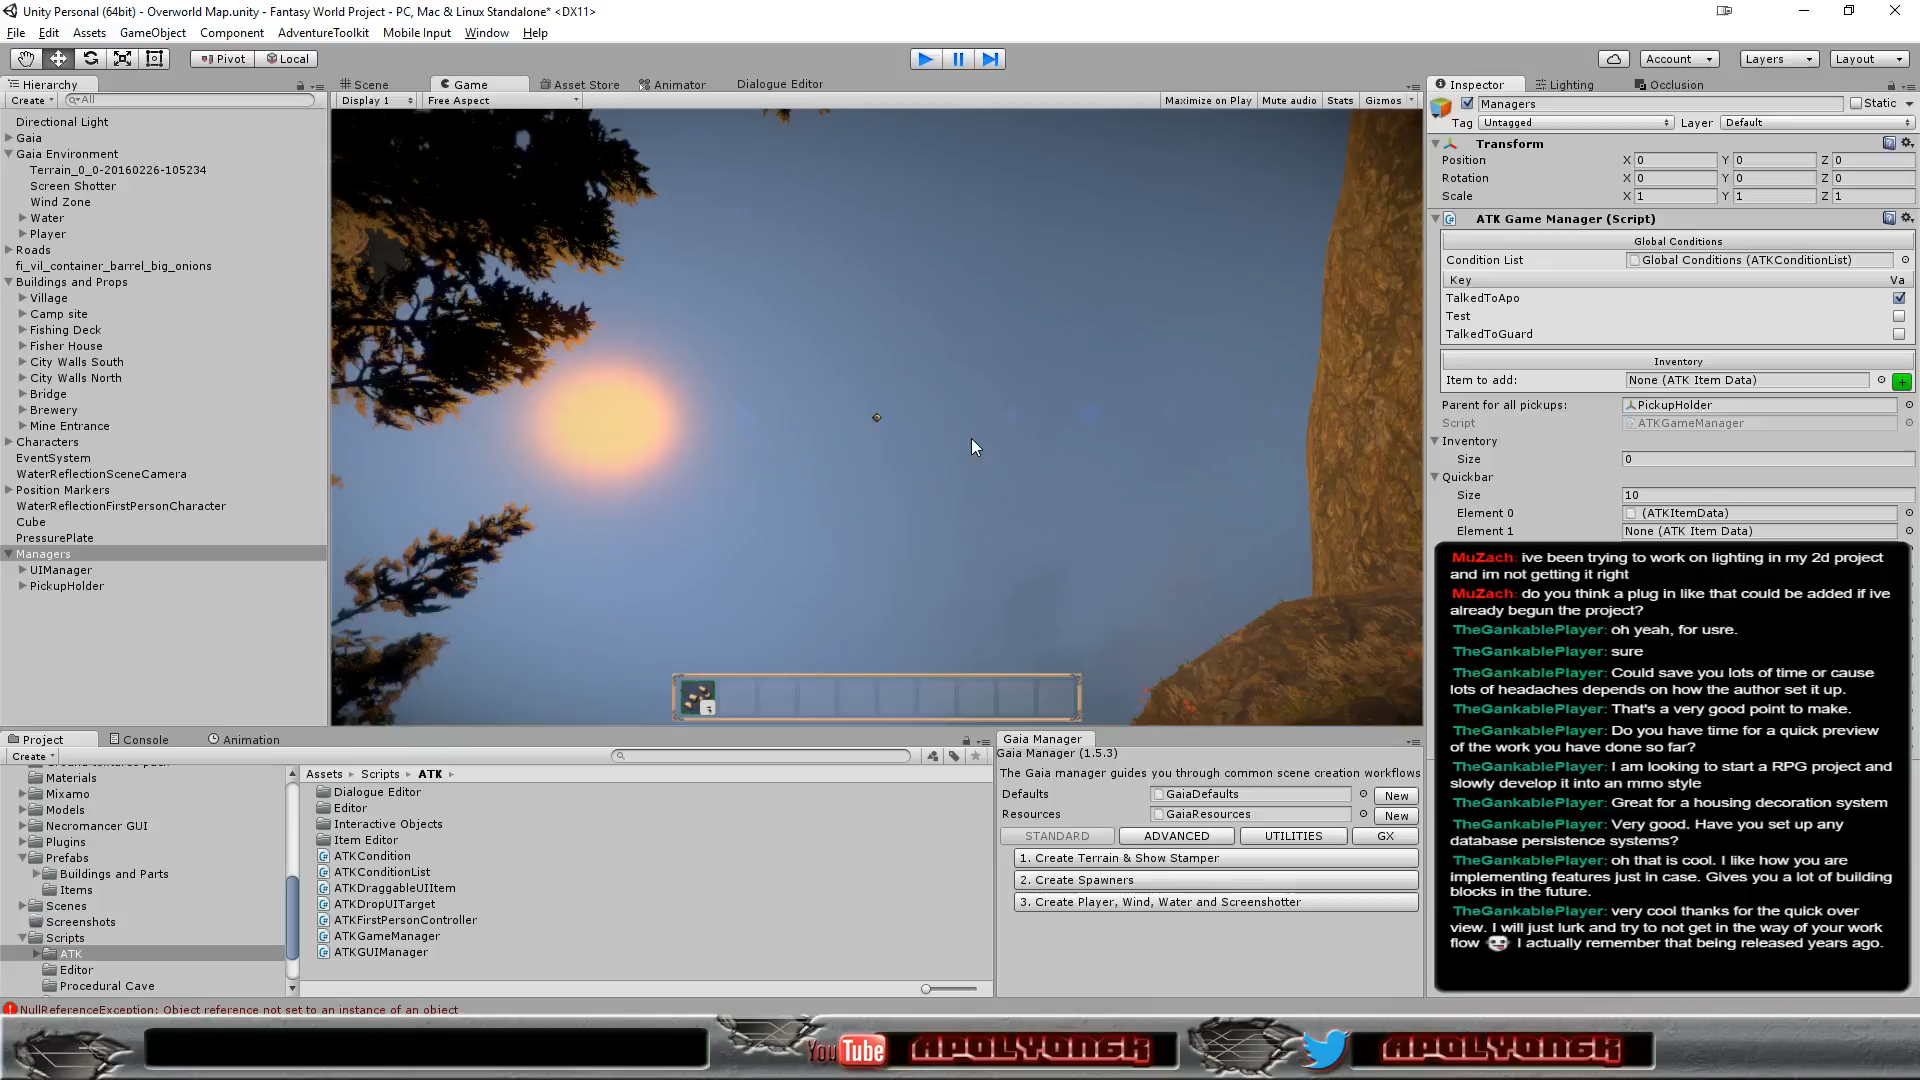 Unity Personal (64bit) - Overworld Map.unity - Fantasy World Project - PC, Mac & Linux Standalone* <DX11>
File Edit Assets GameObject Component AdventureToolkit Mobile Input Window Help
Pivot Local Account Layers Layout
Hierarchy
Create All
Directional Light
Gaia
Gaia Environment
Terrain_0_0-20160226-105234
Screen Shotter
Wind Zone
Water
Player
Roads
fi_vil_container_barrel_big_onions
Buildings and Props
Village
Camp site
Fishing Deck
Fisher House
City Walls South
City Walls North
Bridge
Brewery
Mine Entrance
Characters
EventSystem
WaterReflectionSceneCamera
Position Markers
WaterReflectionFirstPersonCharacter
Cube
PressurePlate
Managers
UIManager
PickupHolder
Scene Game Asset Store Animator Dialogue Editor
Display 1 Free Aspect Maximize on Play Mute audio Stats Gizmos
Inspector Lighting Occlusion
Managers Static
Tag Untagged Layer Default
Transform
Position X 0 Y 0 Z 0
Rotation X 0 Y 0 Z 0
Scale X 1 Y 1 Z 1
ATK Game Manager (Script)
Global Conditions
Condition List Global Conditions (ATKConditionList)
Key Va
TalkedToApo
Test
TalkedToGuard
Inventory
Item to add: None (ATK Item Data) +
Parent for all pickups: PickupHolder
Script ATKGameManager
Inventory
Size 0
Quickbar
Size 10
Element 0 (ATKItemData)
Element 1 None (ATK Item Data)
MuZach: ive been trying to work on lighting in my 2d project
and im not getting it right
MuZach: do you think a plug in like that could be added if ive
already begun the project?
TheGankablePlayer: oh yeah, for usre.
TheGankablePlayer: sure
TheGankablePlayer: Could save you lots of time or cause
lots of headaches depends on how the author set it up.
TheGankablePlayer: That's a very good point to make.
TheGankablePlayer: Do you have time for a quick preview
of the work you have done so far?
TheGankablePlayer: I am looking to start a RPG project and
slowly develop it into an mmo style
TheGankablePlayer: Great for a housing decoration system
TheGankablePlayer: Very good. Have you set up any
database persistence systems?
TheGankablePlayer: oh that is cool. I like how you are
implementing features just in case. Gives you a lot of building
blocks in the future.
TheGankablePlayer: very cool thanks for the quick over
view. I will just lurk and try to not get in the way of your work
flow I actually remember that being released years ago.
Project Console Animation
Create
Materials
Mixamo
Models
Necromancer GUI
Plugins
Prefabs
Buildings and Parts
Items
Scenes
Screenshots
Scripts
ATK
Editor
Procedural Cave
Assets Scripts ATK
Dialogue Editor
Editor
Interactive Objects
Item Editor
ATKCondition
ATKConditionList
ATKDraggableUIItem
ATKDropUITarget
ATKFirstPersonController
ATKGameManager
ATKGUIManager
Gaia Manager
Gaia Manager (1.5.3)
The Gaia manager guides you through common scene creation workflows
Defaults GaiaDefaults New
Resources GaiaResources New
STANDARD ADVANCED UTILITIES GX
1. Create Terrain & Show Stamper
2. Create Spawners
3. Create Player, Wind, Water and Screenshotter
NullReferenceException: Object reference not set to an instance of an object
YouTube APOLYONGK APOLYONGK